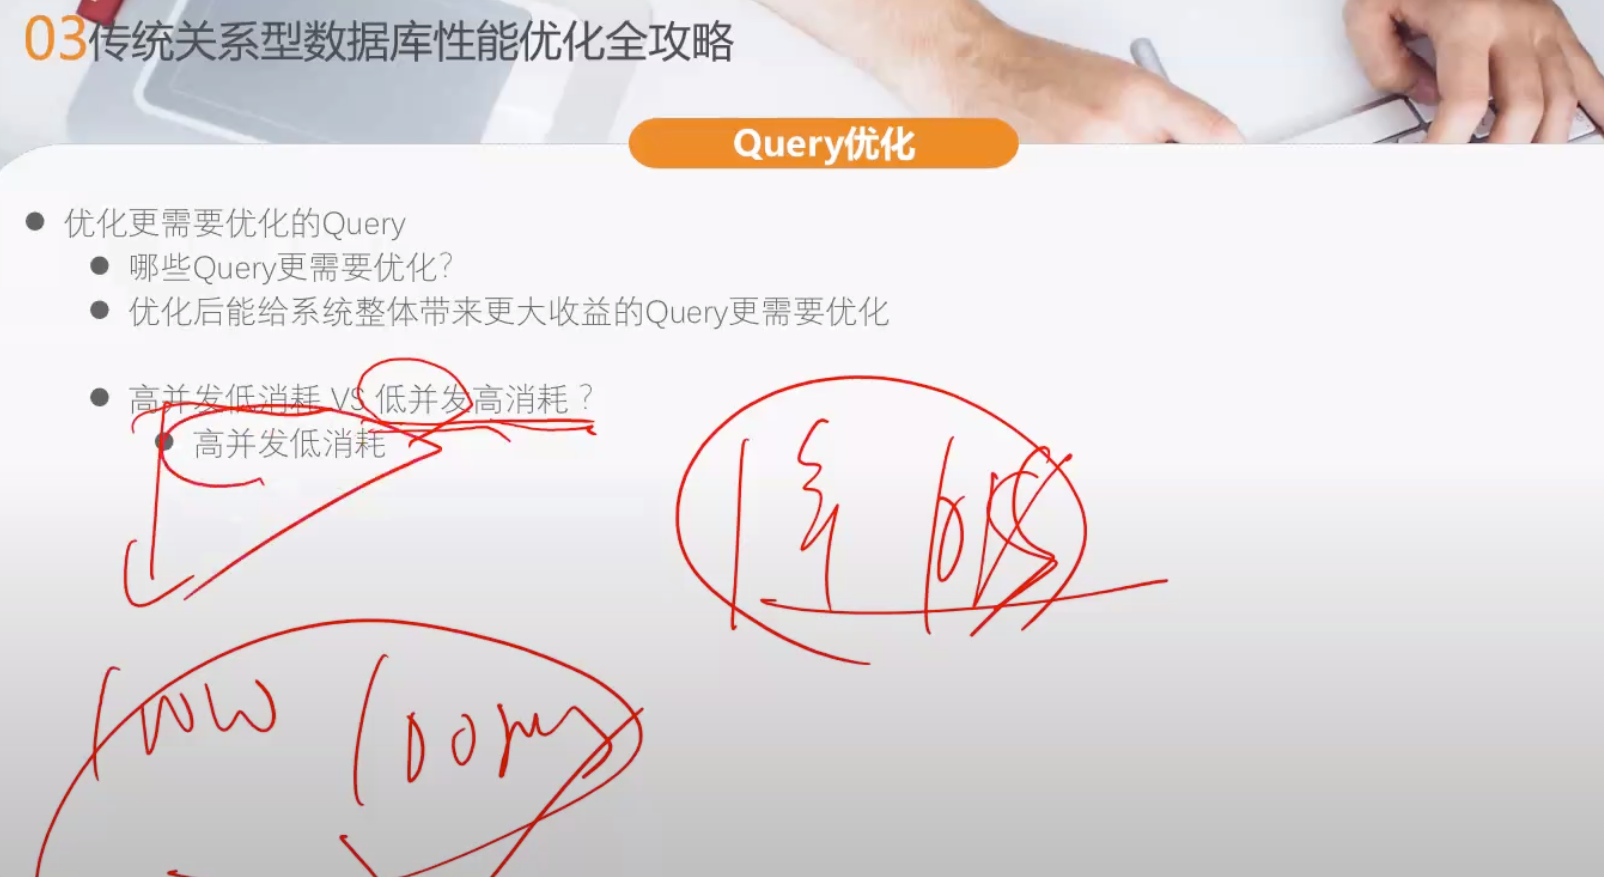 03传统关系型数据库性能优化全攻略
Query优化
优化更需要优化的Query
哪些Query更需要优化?
优化后能给系统整体带来更大收益的Query更需要优化
高并发低消耗 VS 低并发高消耗 ?
高并发低消耗